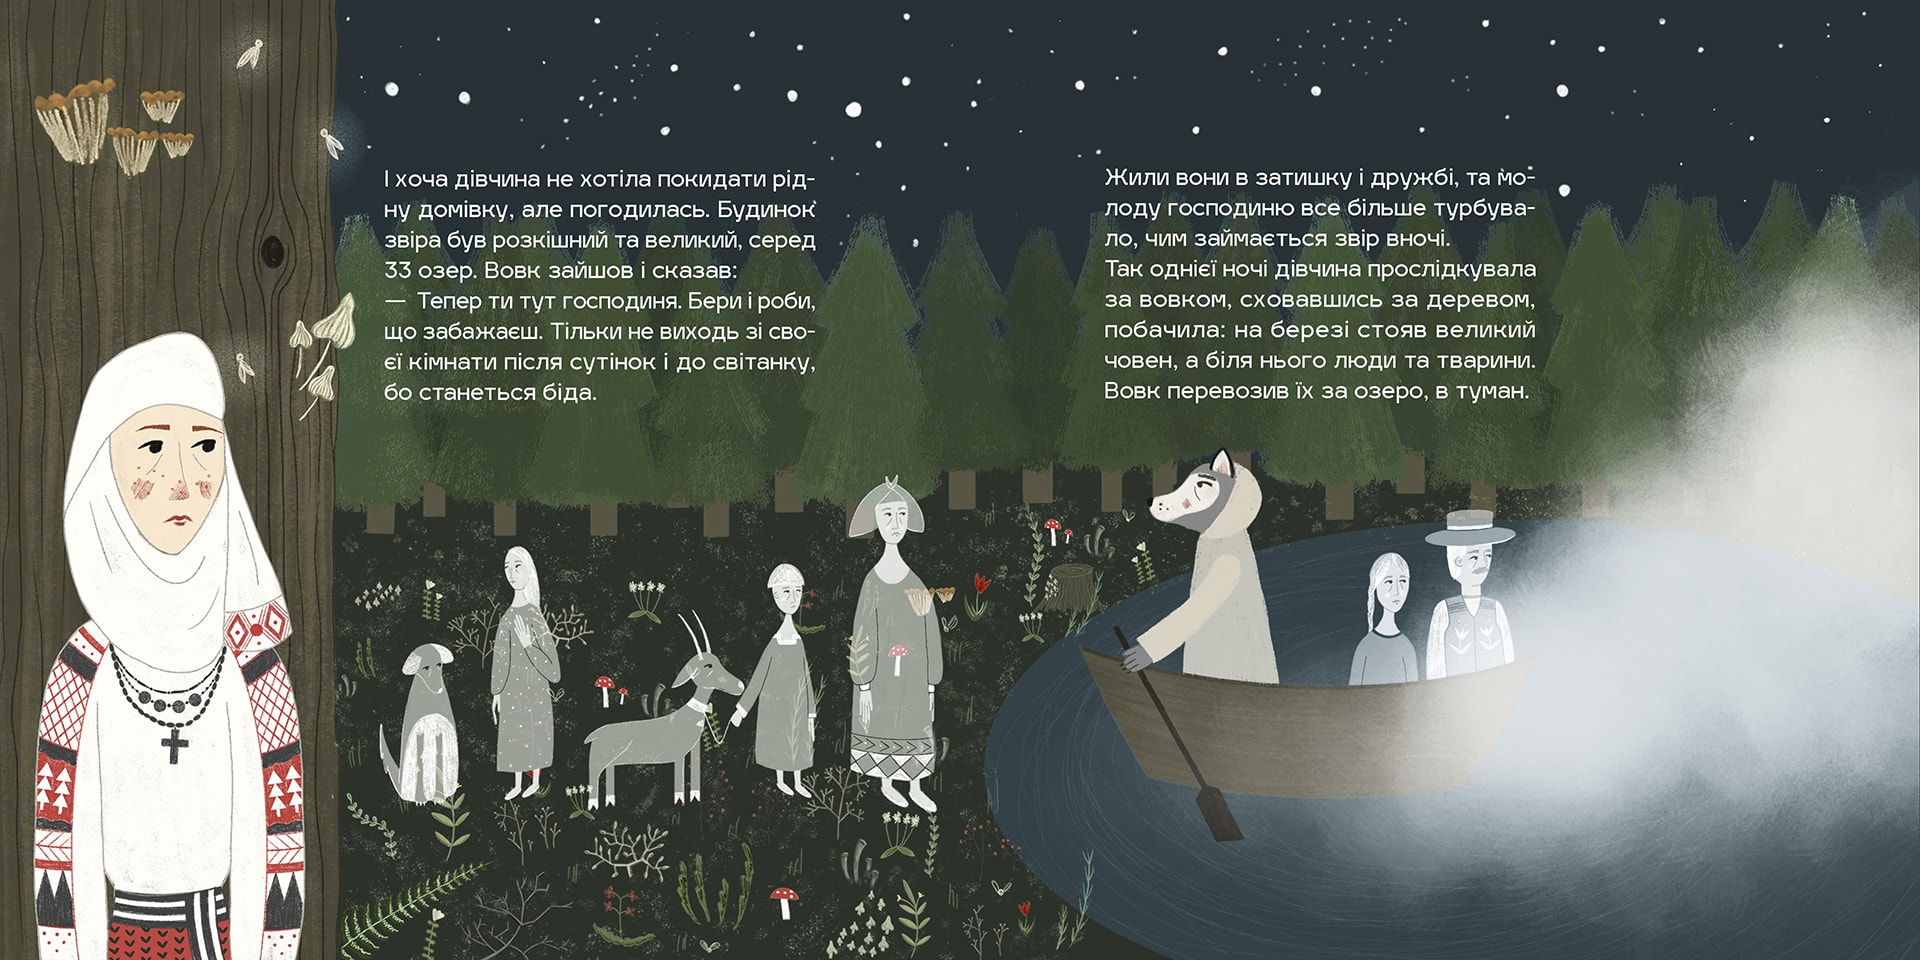 І хоча дівчина не хотіла покидати рід-
ну домівку, але погодилась. Будинок
звіра був розкішний та великий, серед
33 озер. Вовк зайшов і сказав:
— Тепер ти тут господиня. Бери і роби,
що забажаєш. Тільки не виходь зі сво-
єї кімнати після сутінок і до світанку,
бо станеться біда.
Жили вони в затишку і дружбі, та мо-
лоду господиню все більше турбува-
ло, чим займається звір вночі.
Так однієї ночі дівчина прослідкувала
за вовком, сховавшись за деревом,
побачила: на березі стояв великий
човен, а біля нього люди та тварини.
Вовк перевозив їх за озеро, в туман.